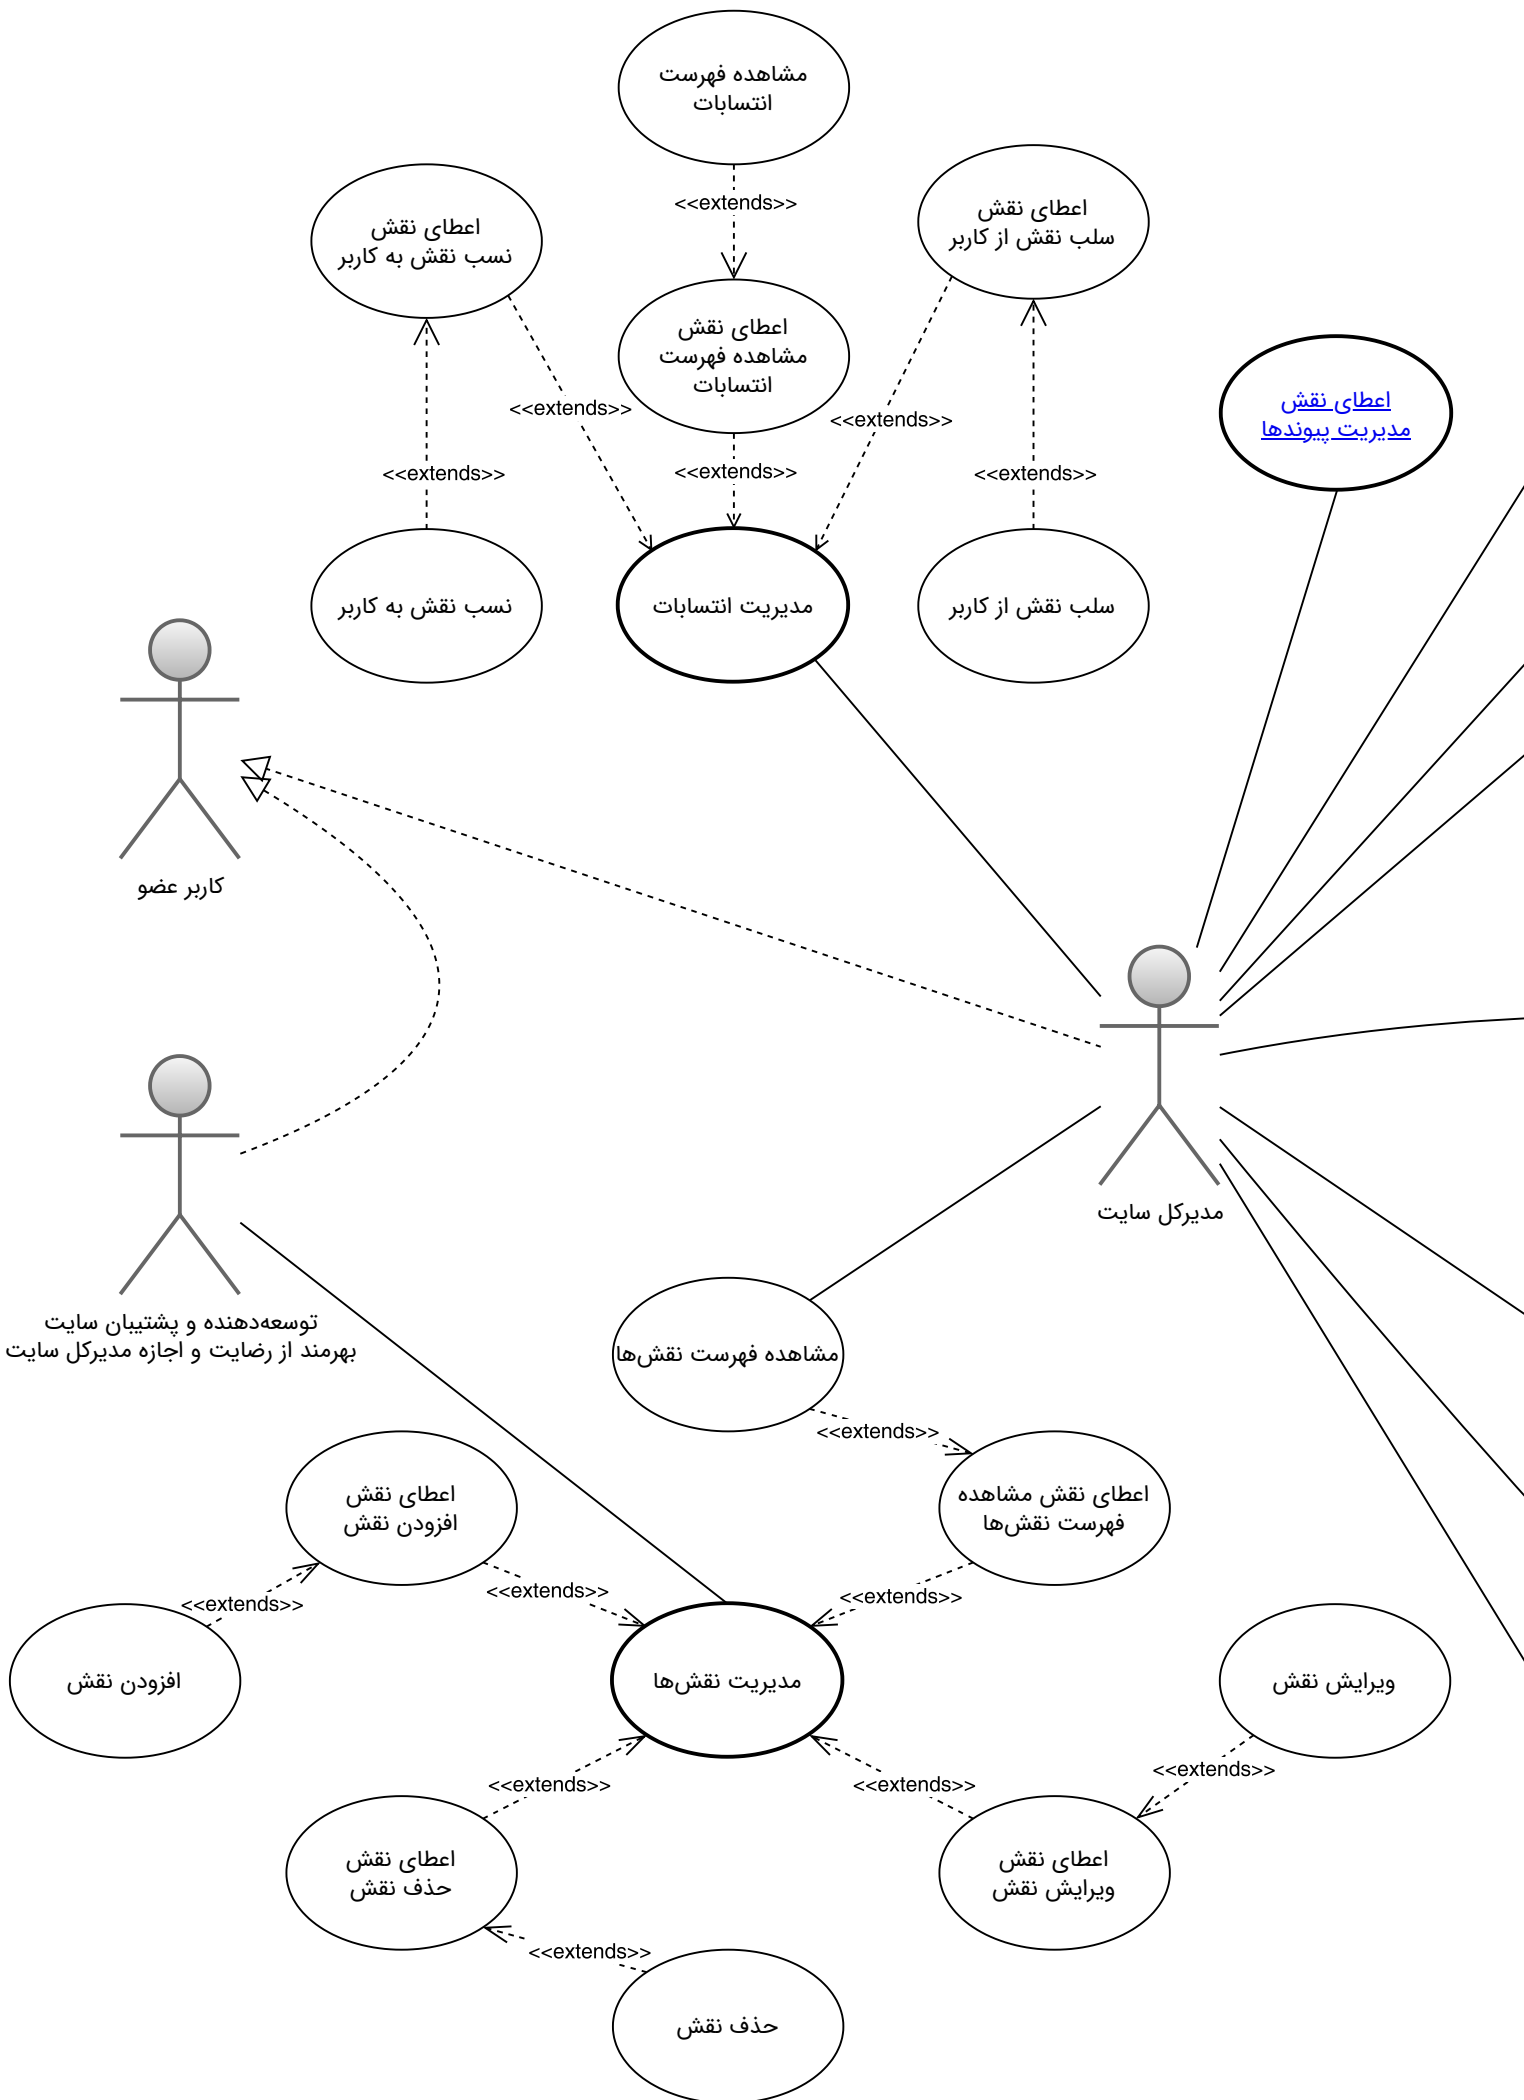 مشاهده فهرست
انتسابات
<<extends>>
اعطای نقش
سلب نقش از کاربر
اعطای نقش
نسب نقش به کاربر
اعطای نقش
مشاهده فهرست
انتسابات
اعطای نقش
مدیریت پیوندها
<<extends>>
<<extends>>
<<extends>>
<<extends>>
<<extends>>
سلب نقش از کاربر
مدیریت انتسابات
نسب نقش به کاربر
کاربر عضو
مدیرکل سایت
توسعه‌دهنده و پشتیبان سایت
بهرمند از رضایت و اجازه مدیرکل سایت
مشاهده فهرست نقش‌ها
<<extends>>
اعطای نقش مشاهده
فهرست نقش‌ها
اعطای نقش
افزودن نقش
<<extends>>
<<extends>>
<<extends>>
ویرایش نقش
مدیریت نقش‌ها
افزودن نقش
<<extends>>
<<extends>>
<<extends>>
اعطای نقش
ویرایش نقش
اعطای نقش
حذف نقش
<<extends>>
حذف نقش